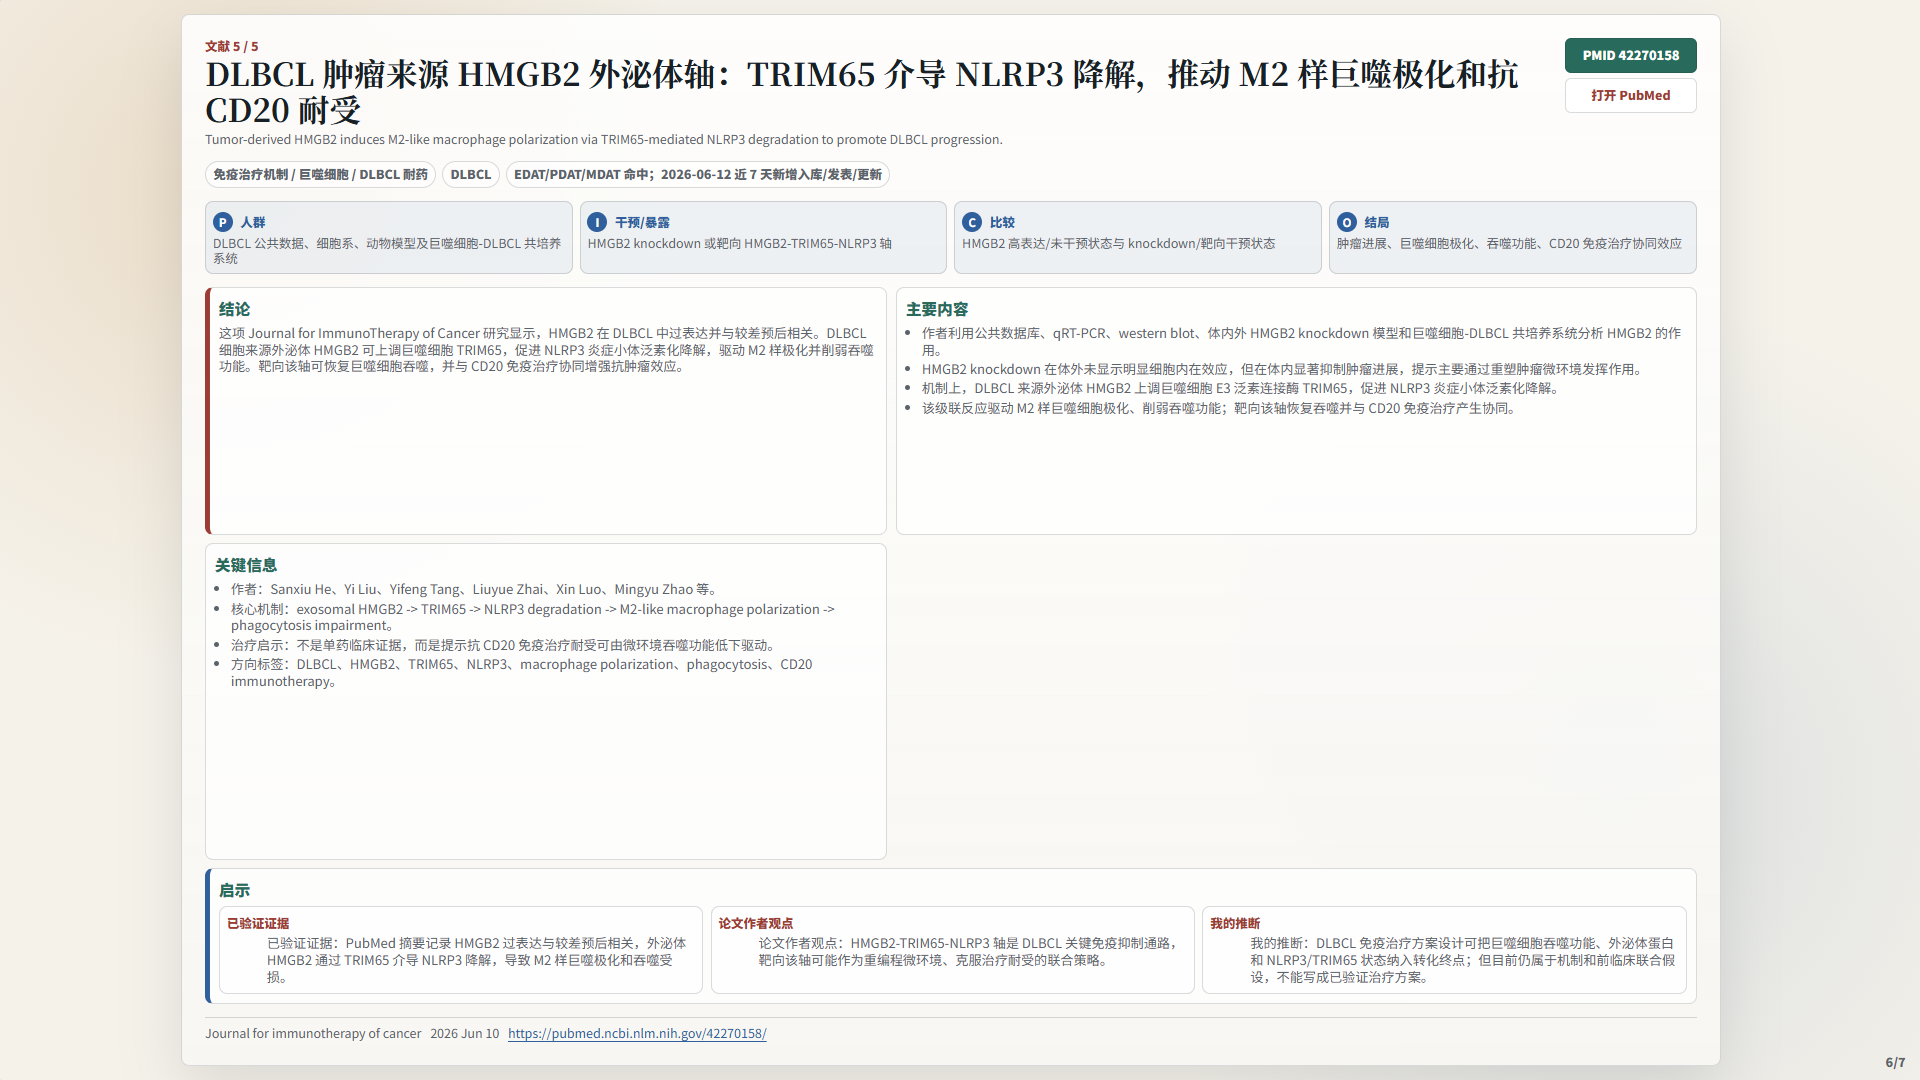 文献 5 / 5
DLBCL 肿瘤来源 HMGB2 外泌体轴：TRIM65 介导 NLRP3 降解，推动 M2 样巨噬极化和抗
CD20 耐受
Tumor-derived HMGB2 induces M2-like macrophage polarization via TRIM65-mediated NLRP3 degradation to promote DLBCL progression.
PMID 42270158
打开 PubMed
免疫治疗机制 / 巨噬细胞 / DLBCL 耐药
DLBCL
EDAT/PDAT/MDAT 命中；2026-06-12 近 7 天新增入库/发表/更新
P 人群
DLBCL 公共数据、细胞系、动物模型及巨噬细胞-DLBCL 共培养
系统
I 干预/暴露
HMGB2 knockdown 或靶向 HMGB2-TRIM65-NLRP3 轴
C 比较
HMGB2 高表达/未干预状态与 knockdown/靶向干预状态
O 结局
肿瘤进展、巨噬细胞极化、吞噬功能、CD20 免疫治疗协同效应
结论
这项 Journal for ImmunoTherapy of Cancer 研究显示，HMGB2 在 DLBCL 中过表达并与较差预后相关。DLBCL
细胞来源外泌体 HMGB2 可上调巨噬细胞 TRIM65，促进 NLRP3 炎症小体泛素化降解，驱动 M2 样极化并削弱吞噬
功能。靶向该轴可恢复巨噬细胞吞噬，并与 CD20 免疫治疗协同增强抗肿瘤效应。
主要内容
作者利用公共数据库、qRT-PCR、western blot、体内外 HMGB2 knockdown 模型和巨噬细胞-DLBCL 共培养系统分析 HMGB2 的作
用。
HMGB2 knockdown 在体外未显示明显细胞内在效应，但在体内显著抑制肿瘤进展，提示主要通过重塑肿瘤微环境发挥作用。
机制上，DLBCL 来源外泌体 HMGB2 上调巨噬细胞 E3 泛素连接酶 TRIM65，促进 NLRP3 炎症小体泛素化降解。
该级联反应驱动 M2 样巨噬细胞极化、削弱吞噬功能；靶向该轴恢复吞噬并与 CD20 免疫治疗产生协同。
关键信息
作者：Sanxiu He、Yi Liu、Yifeng Tang、Liuyue Zhai、Xin Luo、Mingyu Zhao 等。
核心机制：exosomal HMGB2 -> TRIM65 -> NLRP3 degradation -> M2-like macrophage polarization ->
phagocytosis impairment。
治疗启示：不是单药临床证据，而是提示抗 CD20 免疫治疗耐受可由微环境吞噬功能低下驱动。
方向标签：DLBCL、HMGB2、TRIM65、NLRP3、macrophage polarization、phagocytosis、CD20
immunotherapy。
启示
已验证证据
已验证证据：PubMed 摘要记录 HMGB2 过表达与较差预后相关，外泌体
HMGB2 通过 TRIM65 介导 NLRP3 降解，导致 M2 样巨噬极化和吞噬受
损。
论文作者观点
论文作者观点：HMGB2-TRIM65-NLRP3 轴是 DLBCL 关键免疫抑制通路，
靶向该轴可能作为重编程微环境、克服治疗耐受的联合策略。
我的推断
我的推断：DLBCL 免疫治疗方案设计可把巨噬细胞吞噬功能、外泌体蛋白
和 NLRP3/TRIM65 状态纳入转化终点；但目前仍属于机制和前临床联合假
设，不能写成已验证治疗方案。
Journal for immunotherapy of cancer 2026 Jun 10 https://pubmed.ncbi.nlm.nih.gov/42270158/
6/7